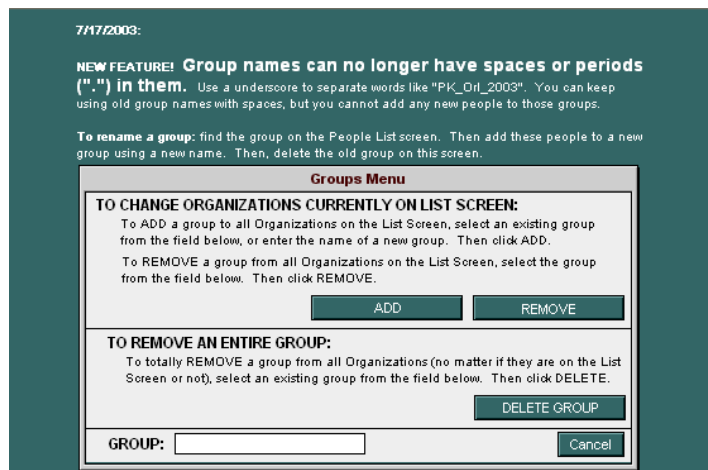 7/17/2003:
NEW FEATURE! Group names can no longer have spaces or periods
(".") in them. Use a underscore to separate words like "PK_Orl_2003". You can keep
using old group names with spaces, but you cannot add any new people to those groups.
To rename a group: find the group on the People List screen. Then add these people to a new
group using a new name. Then, delete the old group on this screen.
Groups Menu
TO CHANGE ORGANIZATIONS CURRENTLY ON LIST SCREEN:
To ADD a group to all Organizations on the List Screen, select an existing group
from the field below, or enter the name of a new group. Then click ADD.
To REMOVE a group from all Organizations on the List Screen, select the group
from the field below. Then click REMOVE.
ADD REMOVE
TO REMOVE AN ENTIRE GROUP:
To totally REMOVE a group from all Organizations (no matter if they are on the List
Screen or not), select an existing group from the field below. Then click DELETE.
DELETE GROUP
GROUP: Cancel